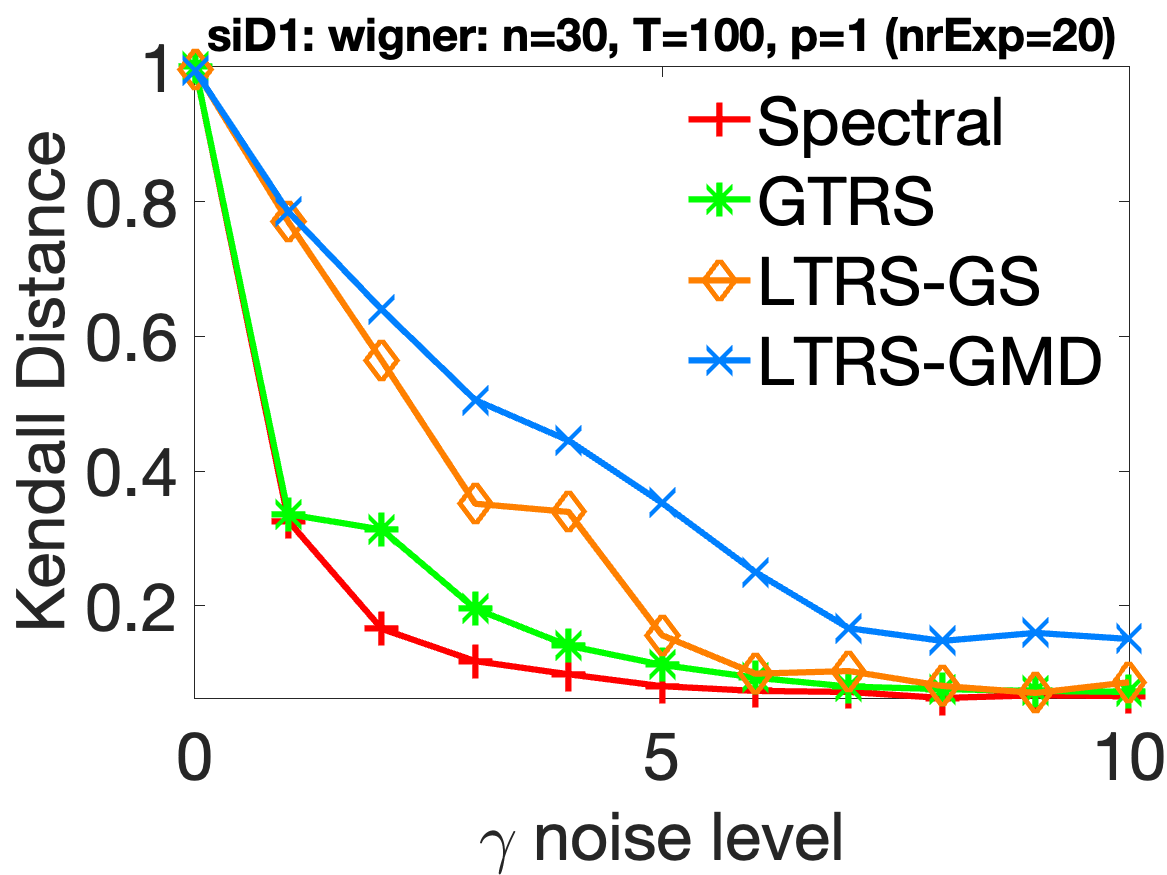 siD1: wigner: n=30, T=100, p=1 (nrExp=20)
1
0.8
0.6
0.4
0.2
Kendall Distance
Spectral
GTRS
LTRS-GS
LTRS-GMD
0 5 10
γ noise level